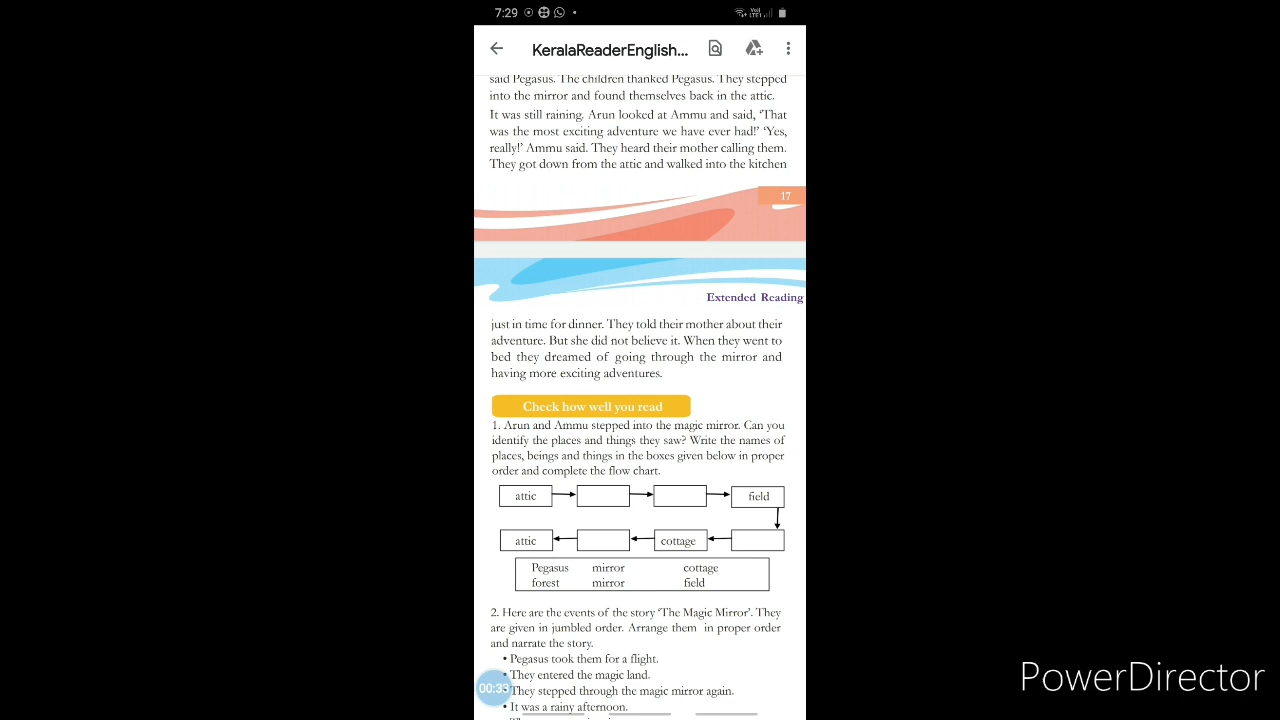 7:29
VoI)
LTE1
KeralaReaderEnglish...
said Pegasus. The children thanked Pegasus. They stepped
into the mirror and found themselves back in the attic.
It was still raining. Arun looked at Ammu and said, ‘That
was the most exciting adventure we have ever had!’ ‘Yes,
really!’ Ammu said. They heard their mother calling them.
They got down from the attic and walked into the kitchen
17
Extended Reading
just in time for dinner. They told their mother about their
adventure. But she did not believe it. When they went to
bed they dreamed of going through the mirror and
having more exciting adventures.
Check how well you read
1. Arun and Ammu stepped into the magic mirror. Can you
identify the places and things they saw? Write the names of
places, beings and things in the boxes given below in proper
order and complete the flow chart.
attic field
attic cottage
Pegasus mirror cottage
forest mirror field
2. Here are the events of the story ‘The Magic Mirror’. They
are given in jumbled order. Arrange them in proper order
and narrate the story.
• Pegasus took them for a flight.
• They entered the magic land.
00:33 They stepped through the magic mirror again.
• It was a rainy afternoon.
PowerDirector